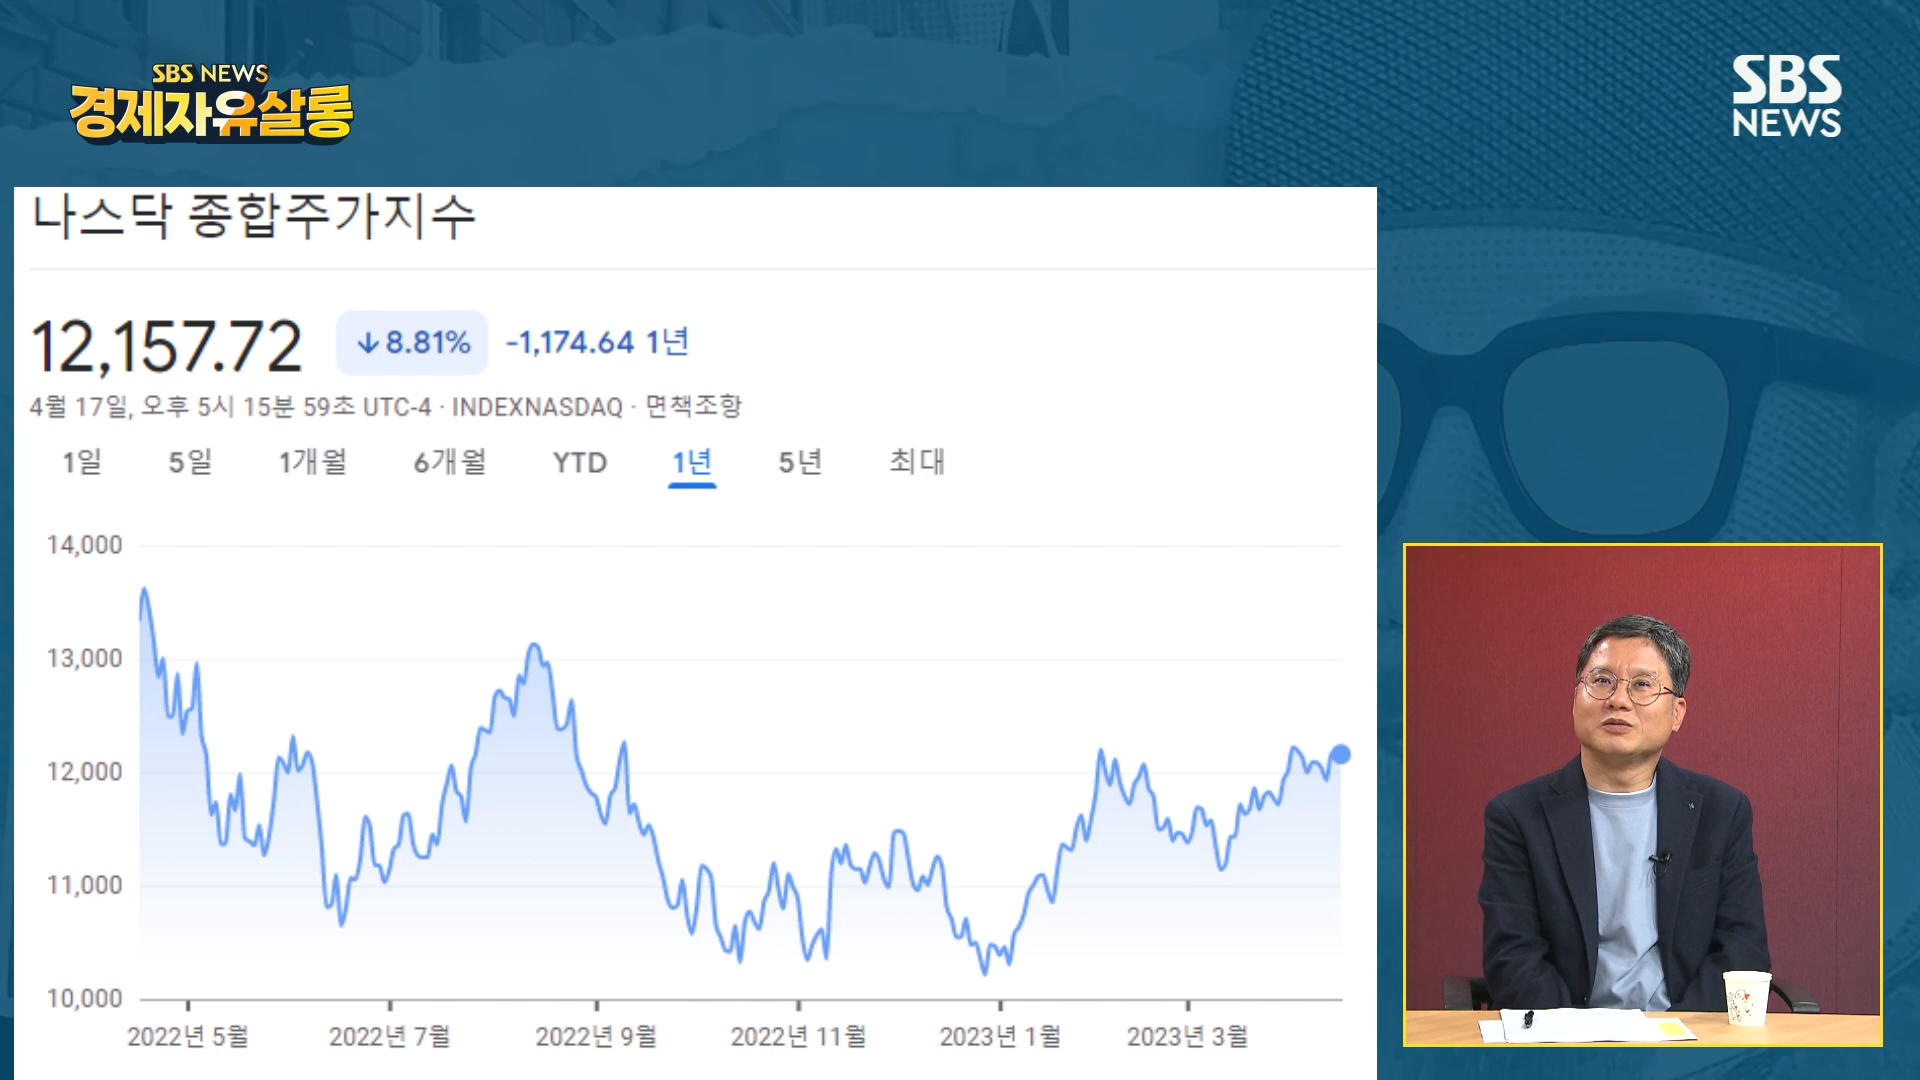 SBS NEWS
경제자유살롱
SBS
NEWS
나스닥 종합주가지수
12,157.72 ↓8.81% -1,174.64 1년
4월 17일, 오후 5시 15분 59초 UTC-4 · INDEXNASDAQ · 면책조항
1일 5일 1개월 6개월 YTD 1년 5년 최대
14,000
13,000
12,000
11,000
10,000
2022년 5월 2022년 7월 2022년 9월 2022년 11월 2023년 1월 2023년 3월